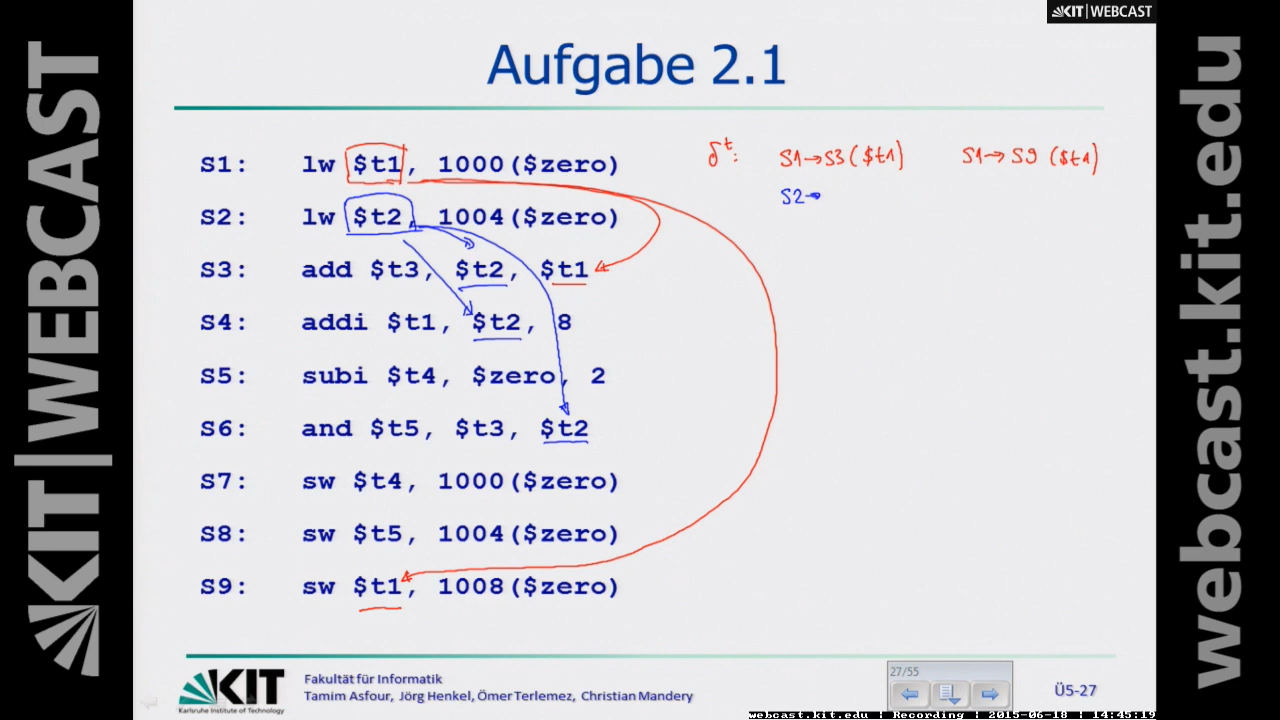 KIT|WEBCAST
Aufgabe 2.1
S1: lw $t1, 1000($zero)
S2: lw $t2, 1004($zero)
S3: add $t3, $t2, $t1
S4: addi $t1, $t2, 8
S5: subi $t4, $zero, 2
S6: and $t5, $t3, $t2
S7: sw $t4, 1000($zero)
S8: sw $t5, 1004($zero)
S9: sw $t1, 1008($zero)
δᵗ: S1→S3 ($t1) S1→S9 ($t1)
S2→
KIT
Karlsruhe Institute of Technology
Fakultät für Informatik
Tamim Asfour, Jörg Henkel, Ömer Terlemez, Christian Mandery
27/55
Ü5-27
webcast.kit.edu | Recording | 2015-06-18 | 14:45:19
KIT|WEBCAST
webcast.kit.edu